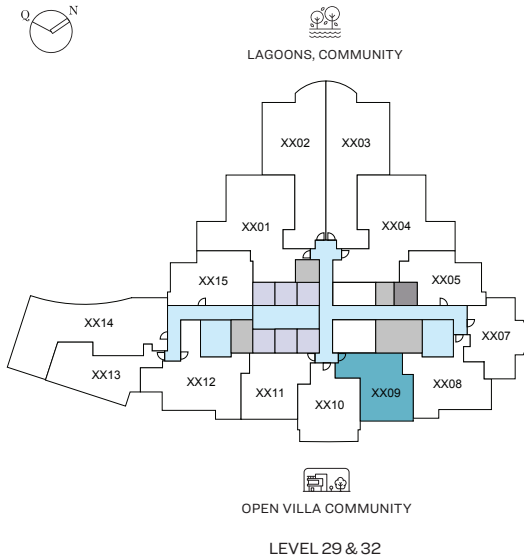 Q N
LAGOONS, COMMUNITY
XX02 XX03
XX01 XX04
XX15 XX05
XX14 XX07
XX13 XX12 XX11 XX10 XX09 XX08
OPEN VILLA COMMUNITY
LEVEL 29 & 32